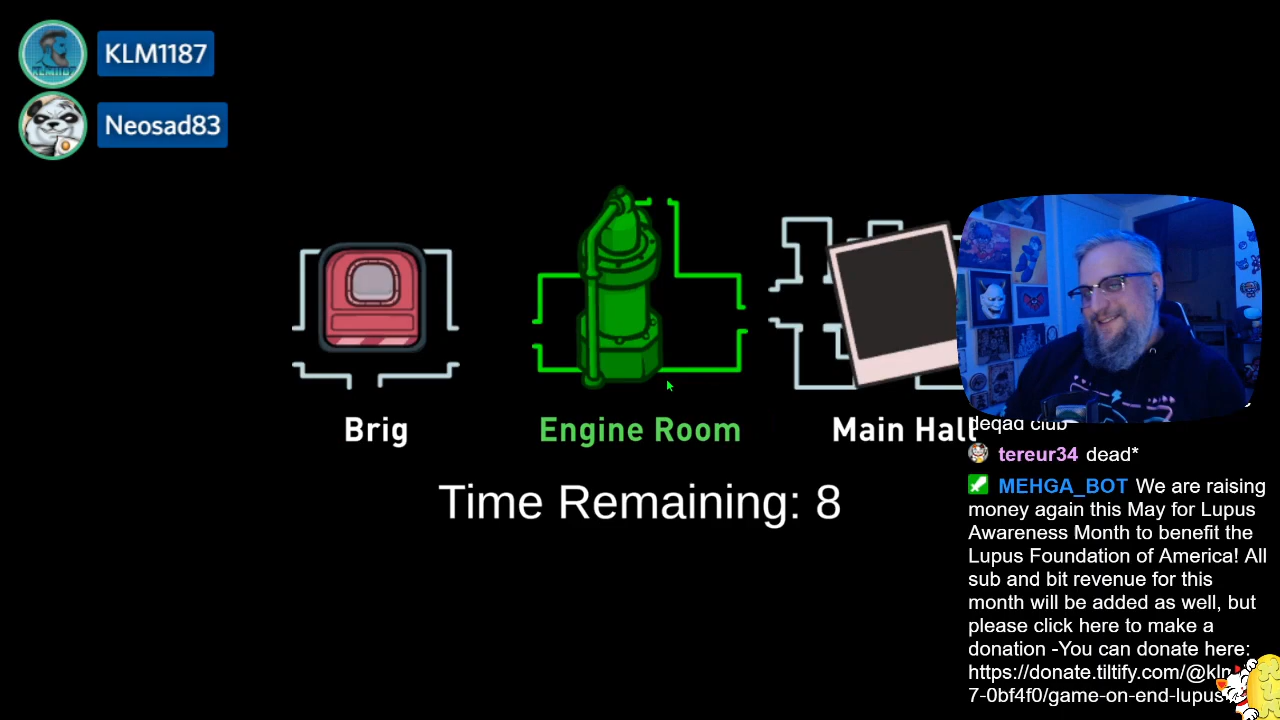 KLM1187
Neosad83
Brig
Engine Room
Main Hall
Time Remaining: 8
deqad club
tereur34 dead*
MEHGA_BOT We are raising
money again this May for Lupus
Awareness Month to benefit the
Lupus Foundation of America! All
sub and bit revenue for this
month will be added as well, but
please click here to make a
donation -You can donate here:
https://donate.tiltify.com/@klm
7-0bf4f0/game-on-end-lupus